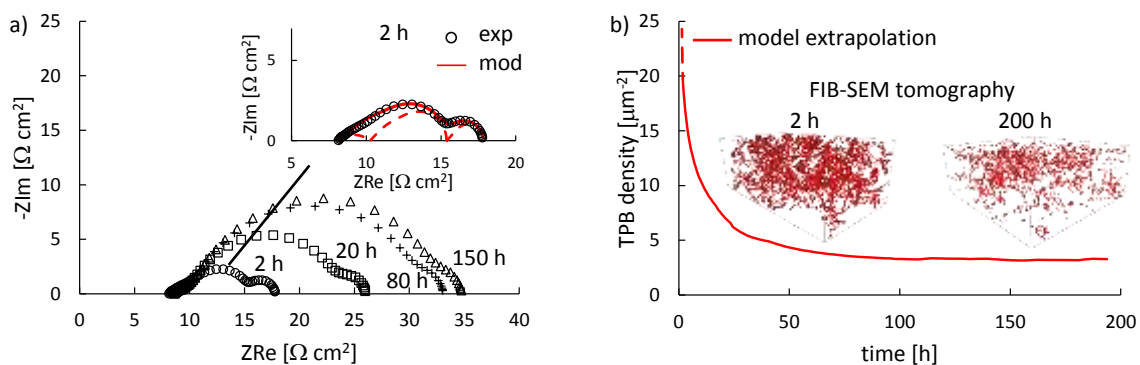 a)
25
20
15
10
5
0
-ZIm [Ω cm²]
0 5 10 15 20 25 30 35 40
ZRe [Ω cm²]
2 h
20 h
80 h
150 h
2 h
exp
mod
5
0
-ZIm [Ω cm²]
5 10 15 20
ZRe [Ω cm²]
b)
25
20
15
10
5
0
TPB density [µm⁻²]
0 50 100 150 200
time [h]
model extrapolation
FIB-SEM tomography
2 h 200 h